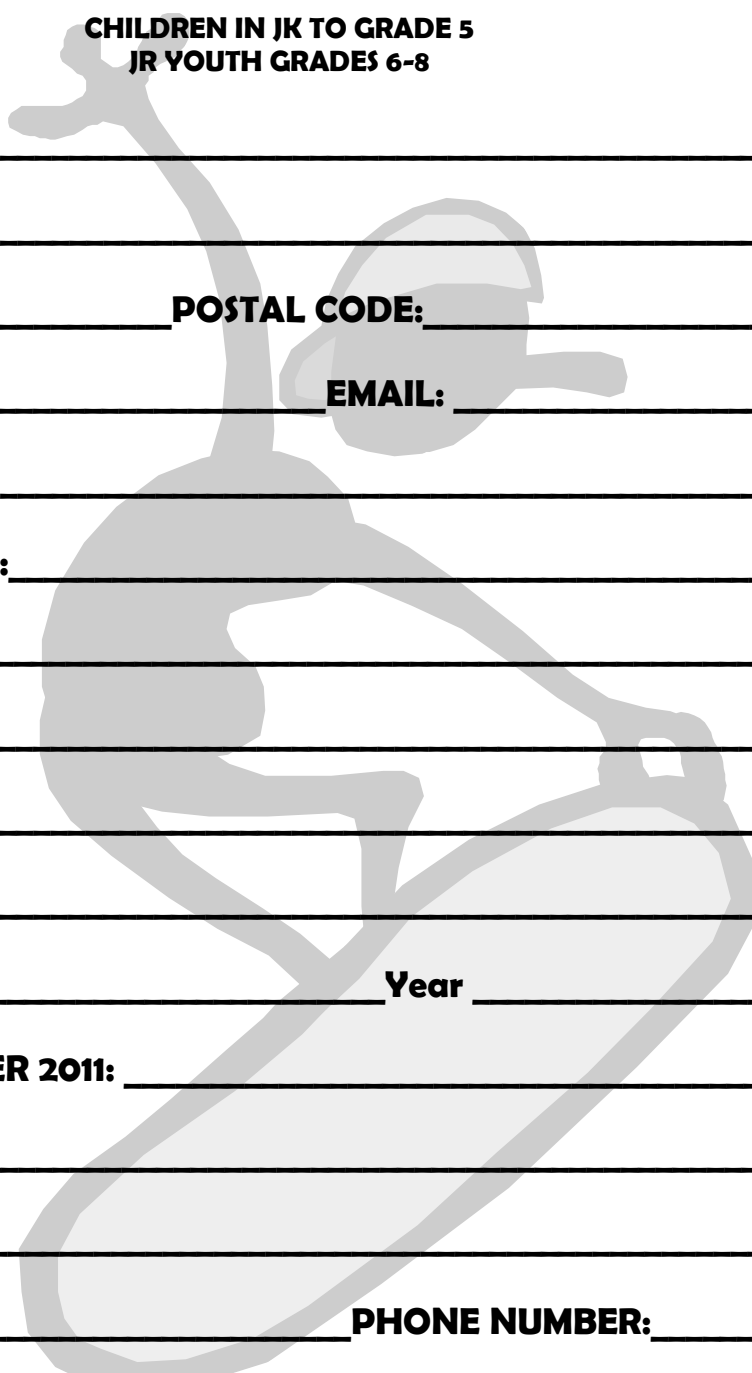 CHILDREN IN JK TO GRADE 5
JR YOUTH GRADES 6-8
POSTAL CODE:
EMAIL:
:
Year
ER 2011:
PHONE NUMBER: